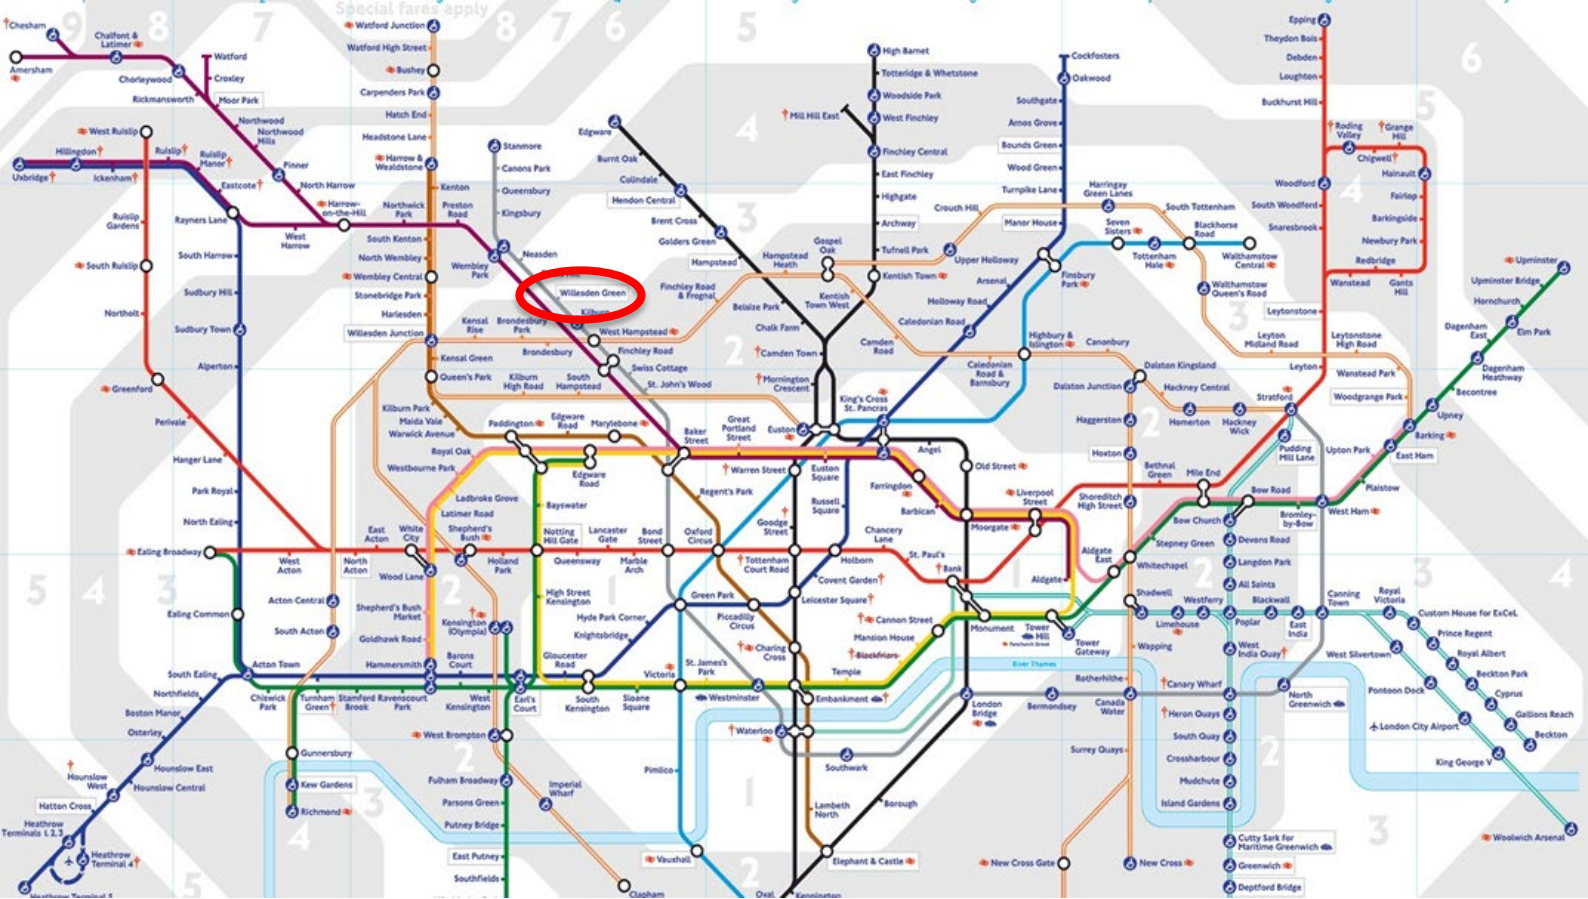 Special fares apply
9
8
7
8
7
6
5
6
Chesham
Chalfont &
Latimer
Amersham
Chorleywood
Rickmansworth
Watford
Croxley
Moor Park
Northwood
Northwood
Hills
Pinner
North Harrow
Harrow-
on-the-Hill
Northwick
Park
Preston
Road
West Ruislip
Hillingdon
Uxbridge
Ickenham
Ruislip
Ruislip
Manor
Eastcote
Rayners Lane
West
Harrow
Ruislip
Gardens
South Ruislip
Northolt
Greenford
Perivale
Hanger Lane
South Harrow
Sudbury Hill
Sudbury Town
Alperton
Park Royal
North Ealing
Ealing Broadway
Ealing Common
West
Acton
North
Acton
East
Acton
White
City
Watford Junction
Watford High Street
Bushey
Carpenders Park
Hatch End
Headstone Lane
Harrow &
Wealdstone
Kenton
South Kenton
North Wembley
Wembley Central
Stonebridge Park
Harlesden
Willesden Junction
Kensal Green
Queen's Park
Kilburn Park
Maida Vale
Warwick Avenue
Royal Oak
Westbourne Park
Ladbroke Grove
Latimer Road
Shepherd's
Bush
Wood Lane
Shepherd's Bush
Market
Goldhawk Road
Hammersmith
Stanmore
Canons Park
Queensbury
Kingsbury
Wembley
Park
Neasden
Willesden Green
Kilburn
West Hampstead
Finchley Road
Swiss Cottage
St. John's Wood
Kensal
Rise
Brondesbury
Park
Brondesbury
Kilburn
High Road
South
Hampstead
Finchley Road
& Frognal
Edgware
Burnt Oak
Colindale
Hendon Central
Brent Cross
Golders Green
Hampstead
Belsize Park
Chalk Farm
Camden Town
Mornington
Crescent
Euston
Hampstead
Heath
Gospel
Oak
Kentish
Town West
Camden
Road
High Barnet
Totteridge & Whetstone
Woodside Park
West Finchley
Mill Hill East
Finchley Central
East Finchley
Highgate
Archway
Tufnell Park
Kentish Town
Cockfosters
Oakwood
Southgate
Arnos Grove
Bounds Green
Wood Green
Turnpike Lane
Manor House
Crouch Hill
Harringay
Green Lanes
South Tottenham
Upper Holloway
Seven
Sisters
Blackhorse
Road
Tottenham
Hale
Walthamstow
Central
Walthamstow
Queen's Road
Finsbury
Park
Arsenal
Holloway Road
Caledonian Road
Highbury &
Islington
Canonbury
Caledonian
Road &
Barnsbury
Dalston Kingsland
Dalston Junction
Hackney Central
Haggerston
Hoxton
Homerton
Hackney
Wick
Stratford
Shoreditch
High Street
Epping
Theydon Bois
Debden
Loughton
Buckhurst Hill
Roding
Valley
Grange
Hill
Chigwell
Hainault
Woodford
Fairlop
South Woodford
Barkingside
Snaresbrook
Newbury Park
Redbridge
Wanstead
Gants
Hill
Leytonstone
Leyton
Midland Road
Leytonstone
High Road
Leyton
Wanstead Park
Woodgrange Park
Upminster
Upminster Bridge
Hornchurch
Elm Park
Dagenham
East
Dagenham
Heathway
Becontree
Upney
Barking
East Ham
Upton Park
Plaistow
West Ham
Pudding
Mill Lane
Bow Road
Bromley-
by-Bow
Bow Church
Mile End
Bethnal
Green
Stepney Green
Whitechapel
Aldgate
East
Aldgate
Devons Road
Langdon Park
All Saints
Paddington
Edgware
Road
Marylebone
Baker
Street
Great
Portland
Street
Warren Street
Euston
Square
King's Cross
St. Pancras
Angel
Old Street
Edgware
Road
Bayswater
Regent's Park
Russell
Square
Goodge
Street
Farringdon
Barbican
Moorgate
Liverpool
Street
Notting
Hill Gate
Lancaster
Gate
Bond
Street
Oxford
Circus
Tottenham
Court Road
Chancery
Lane
Holborn
St. Paul's
Bank
Holland
Park
Queensway
Marble
Arch
High Street
Kensington
Green Park
Hyde Park Corner
Knightsbridge
Piccadilly
Circus
Covent Garden
Leicester Square
Charing
Cross
Cannon Street
Mansion House
Blackfriars
Temple
Monument
Tower
Hill
Fenchurch Street
Tower
Gateway
Shadwell
Limehouse
Westferry
Poplar
Blackwall
East
India
Canning
Town
Royal
Victoria
Custom House for ExCeL
Prince Regent
Royal Albert
Beckton Park
Cyprus
Gallions Reach
Beckton
West Silvertown
Pontoon Dock
London City Airport
King George V
Woolwich Arsenal
Acton Central
South Acton
Kensington
(Olympia)
Barons
Court
Gloucester
Road
South Ealing
Acton Town
Northfields
Boston Manor
Osterley
Hounslow East
Hounslow Central
Hounslow
West
Hatton Cross
Heathrow
Terminals 1, 2, 3
Heathrow
Terminal 4
Heathrow Terminal 5
Chiswick
Park
Turnham
Green
Stamford
Brook
Ravenscourt
Park
West
Kensington
Earl's
Court
South
Kensington
Sloane
Square
Victoria
St. James's
Park
Westminster
Embankment
Waterloo
Southwark
London
Bridge
Bermondsey
Canada
Water
River Thames
Wapping
Rotherhithe
Surrey Quays
New Cross Gate
New Cross
West
India Quay
Canary Wharf
Heron Quays
South Quay
Crossharbour
Mudchute
Island Gardens
Cutty Sark for
Maritime Greenwich
Greenwich
Deptford Bridge
North
Greenwich
Gunnersbury
Kew Gardens
Richmond
West Brompton
Fulham Broadway
Parsons Green
Putney Bridge
East Putney
Southfields
Imperial
Wharf
Clapham
Pimlico
Vauxhall
Oval
Kennington
Lambeth
North
Borough
Elephant & Castle